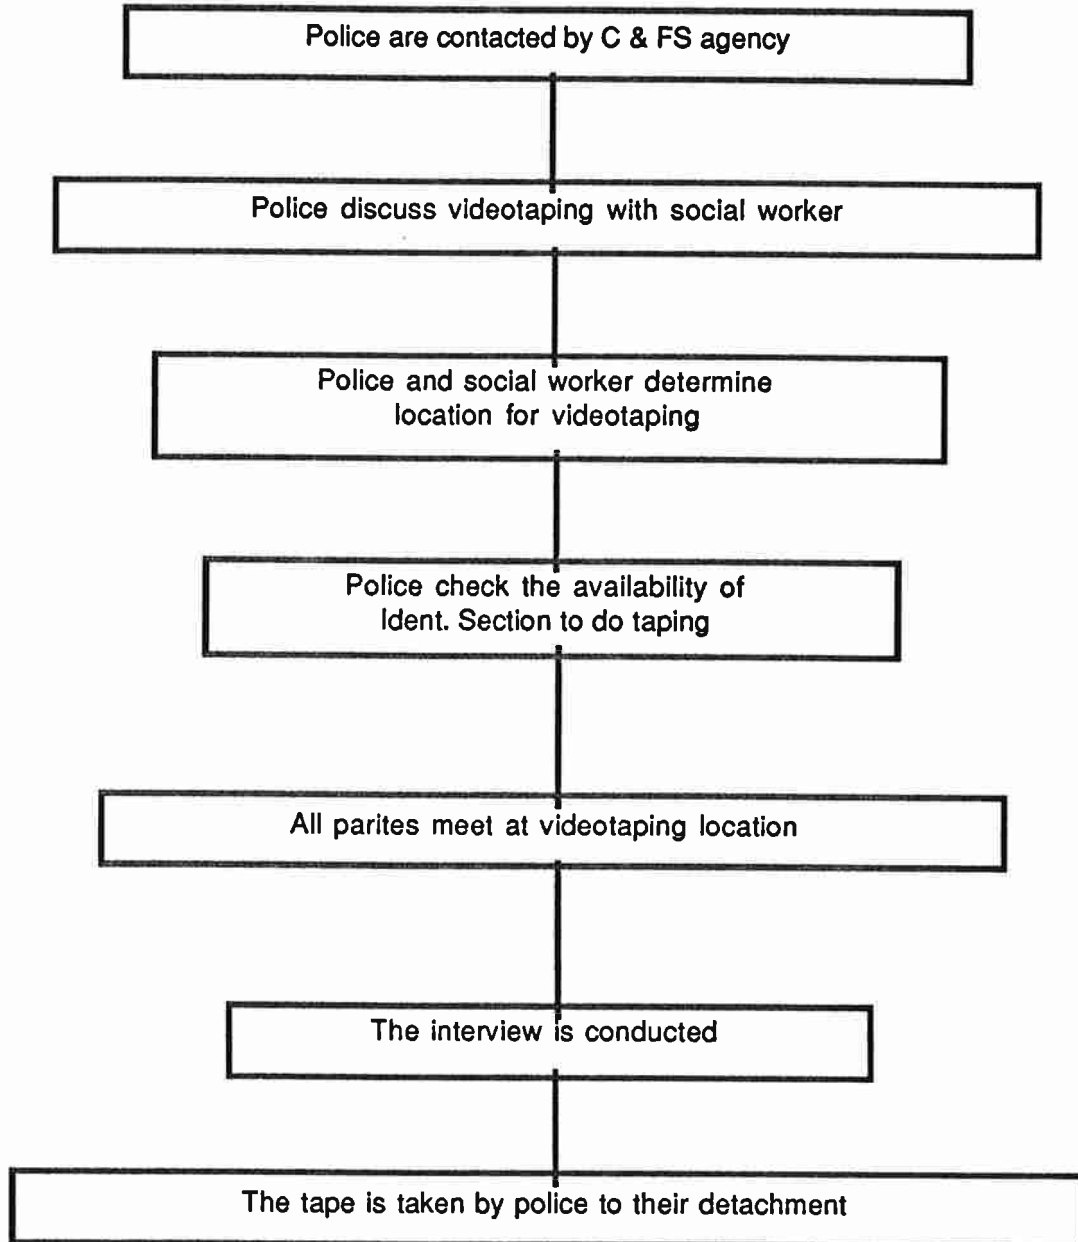 Police are contacted by C & FS agency
Police discuss videotaping with social worker
Police and social worker determine
location for videotaping
Police check the availability of
Ident. Section to do taping
All parites meet at videotaping location
The interview is conducted
The tape is taken by police to their detachment